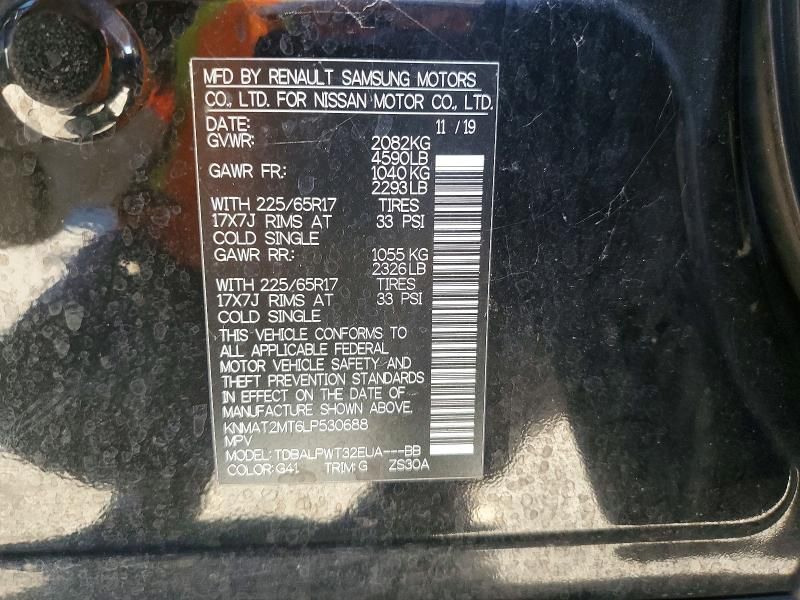 MFD BY RENAULT SAMSUNG MOTORS
CO., LTD. FOR NISSAN MOTOR CO., LTD.
DATE: 11 / 19
GVWR: 2082KG
4590LB
GAWR FR: 1040 KG
2293LB
WITH 225/65R17 TIRES
17X7J RIMS AT 33 PSI
COLD SINGLE
GAWR RR: 1055 KG
2326LB
WITH 225/65R17 TIRES
17X7J RIMS AT 33 PSI
COLD SINGLE
THIS VEHICLE CONFORMS TO
ALL APPLICABLE FEDERAL
MOTOR VEHICLE SAFETY AND
THEFT PREVENTION STANDARDS
IN EFFECT ON THE DATE OF
MANUFACTURE SHOWN ABOVE.
KNMAT2MT6LP530688
MPV
MODEL: TDBALPWT32EUA---BB
COLOR: G41 TRIM: G ZS30A